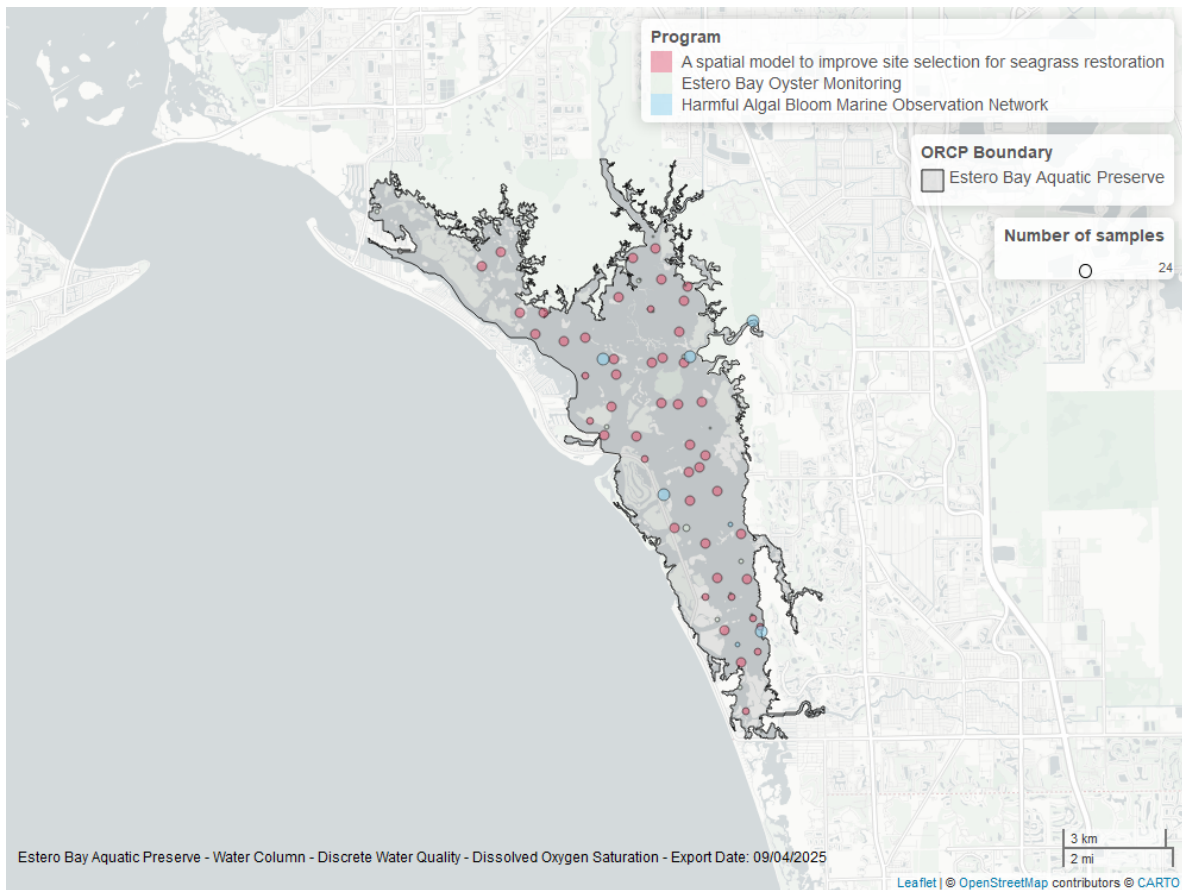 Program
A spatial model to improve site selection for seagrass restoration
Estero Bay Oyster Monitoring
Harmful Algal Bloom Marine Observation Network
ORCP Boundary
Estero Bay Aquatic Preserve
Number of samples
24
3 km
2 mi
Estero Bay Aquatic Preserve - Water Column - Discrete Water Quality - Dissolved Oxygen Saturation - Export Date: 09/04/2025
Leaflet | © OpenStreetMap contributors © CARTO